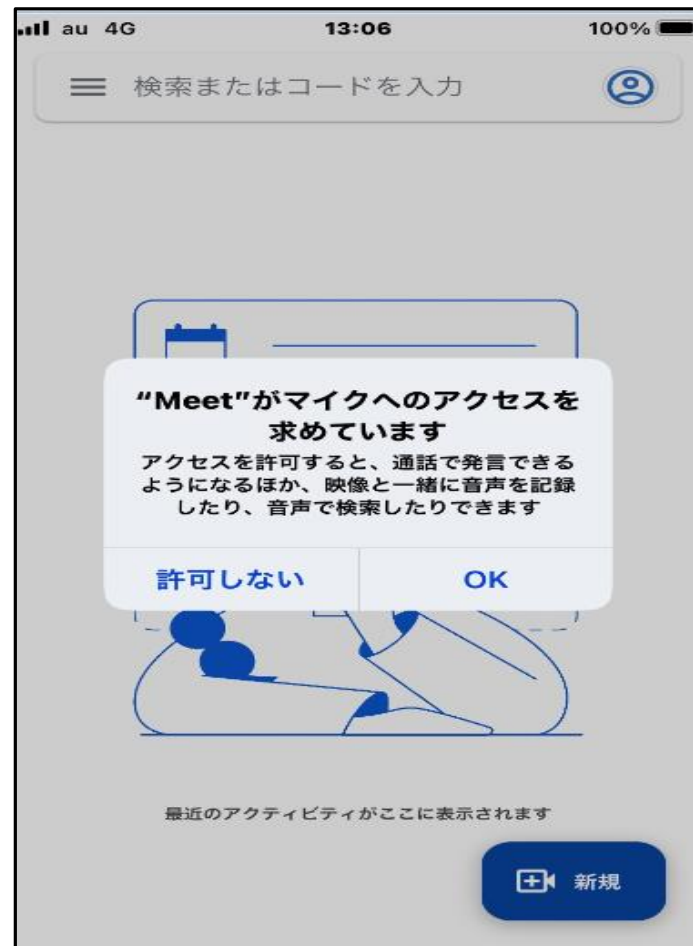 au 4G 13:06 100%
検索またはコードを入力
“Meet”がマイクへのアクセスを
求めています
アクセスを許可すると、通話で発言できる
ようになるほか、映像と一緒に音声を記録
したり、音声で検索したりできます
許可しない OK
最近のアクティビティがここに表示されます
新規